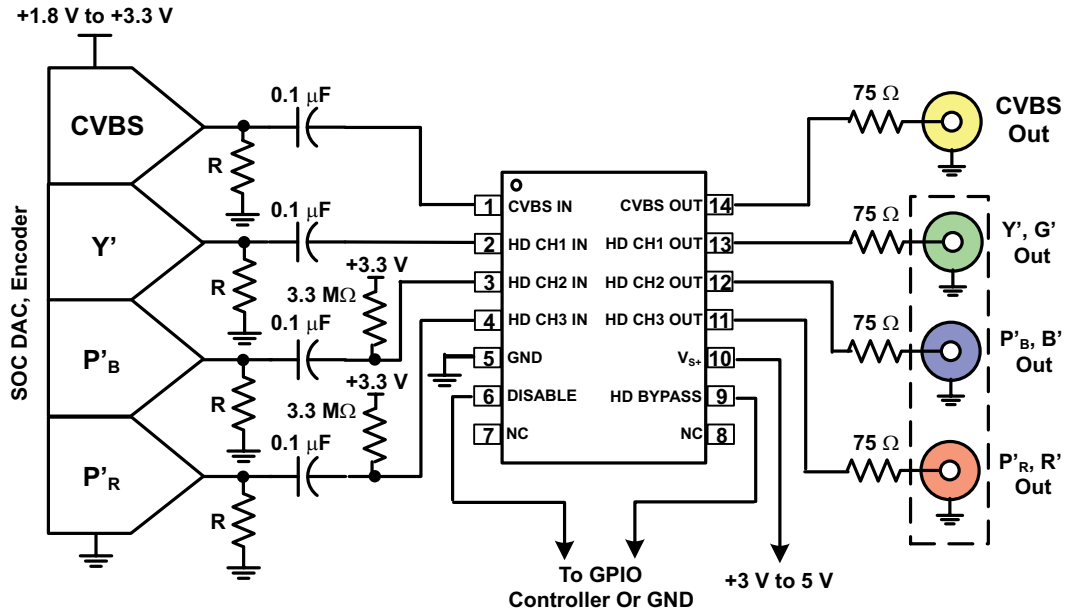 +1.8 V to +3.3 V
SOC DAC, Encoder
CVBS
Y’
P’B
P’R
R
R
R
R
0.1 μF
0.1 μF
0.1 μF
0.1 μF
+3.3 V
3.3 MΩ
+3.3 V
3.3 MΩ
1 CVBS IN
2 HD CH1 IN
3 HD CH2 IN
4 HD CH3 IN
5 GND
6 DISABLE
7 NC
CVBS OUT 14
HD CH1 OUT 13
HD CH2 OUT 12
HD CH3 OUT 11
VS+ 10
HD BYPASS 9
NC 8
75 Ω
75 Ω
75 Ω
75 Ω
CVBS
Out
Y’, G’
Out
P’B, B’
Out
P’R, R’
Out
To GPIO
Controller Or GND
+3 V to 5 V